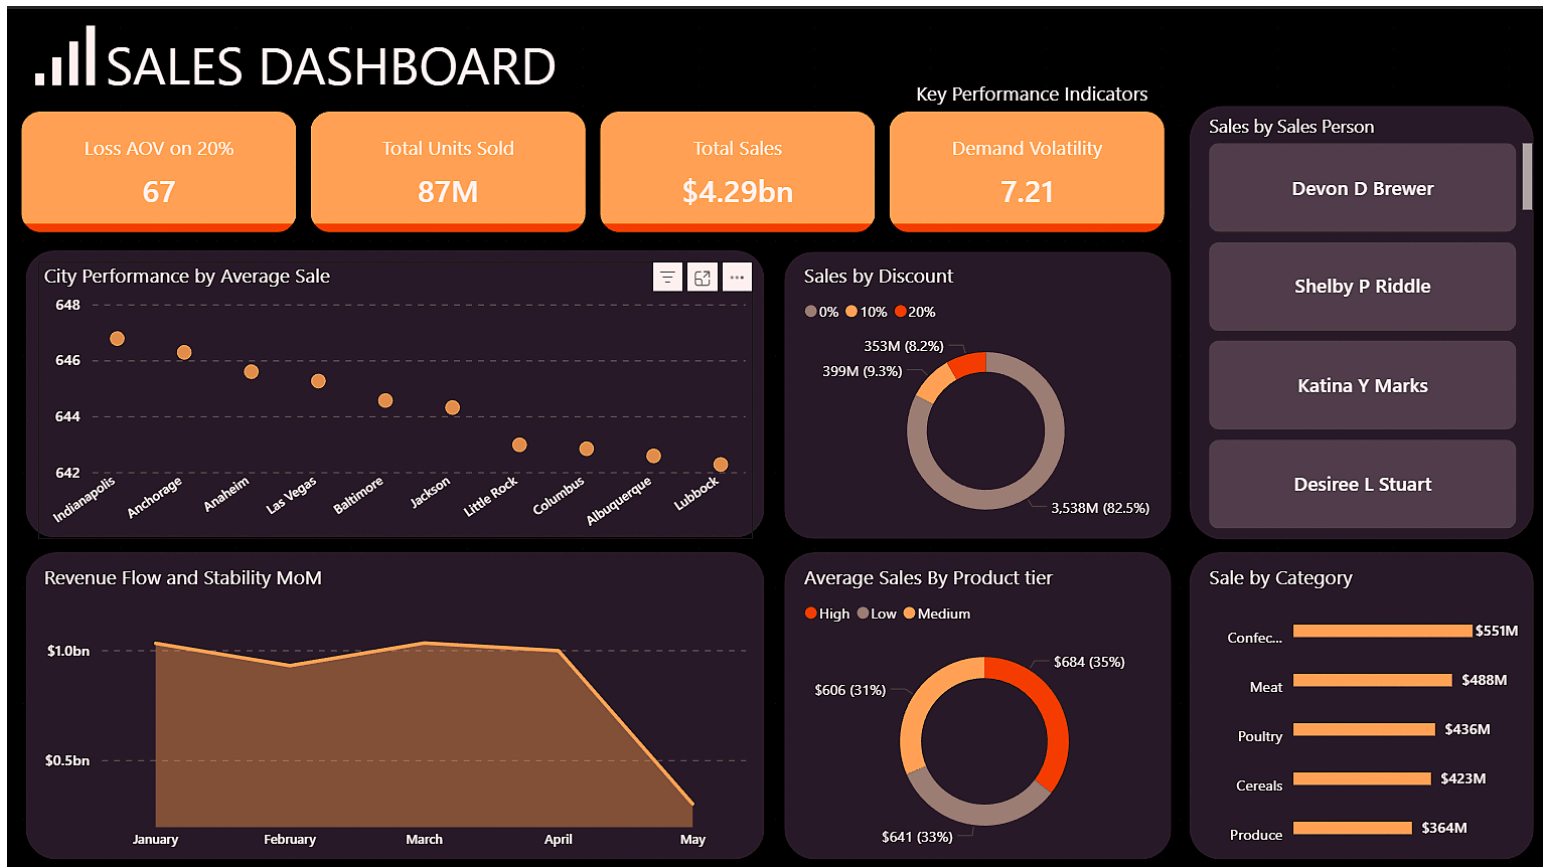 SALES DASHBOARD
Key Performance Indicators
Loss AOV on 20%
67
Total Units Sold
87M
Total Sales
$4.29bn
Demand Volatility
7.21
Sales by Sales Person
Devon D Brewer
Shelby P Riddle
Katina Y Marks
Desiree L Stuart
City Performance by Average Sale
648
646
644
642
Indianapolis
Anchorage
Anaheim
Las Vegas
Baltimore
Jackson
Little Rock
Columbus
Albuquerque
Lubbock
Sales by Discount
0% 10% 20%
353M (8.2%)
399M (9.3%)
3,538M (82.5%)
Revenue Flow and Stability MoM
$1.0bn
$0.5bn
January February March April May
Average Sales By Product tier
High Low Medium
$684 (35%)
$606 (31%)
$641 (33%)
Sale by Category
Confec... $551M
Meat $488M
Poultry $436M
Cereals $423M
Produce $364M